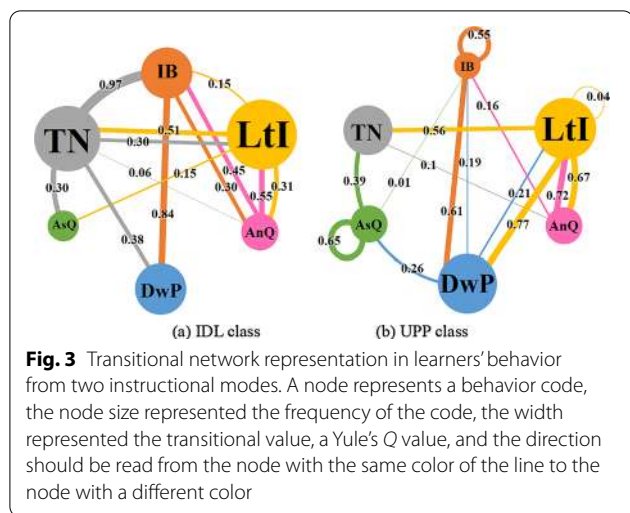 IB
0.97
0.15
TN
LtI
0.51
0.30
0.45
0.06
0.15
0.30
0.55
0.31
0.30
AsQ
AnQ
0.84
0.38
DwP
(a) IDL class
0.55
IB
0.04
0.16
TN
LtI
0.56
0.1
0.19
0.67
0.39
0.01
0.21
0.72
AsQ
AnQ
0.61
0.77
0.65
0.26
DwP
(b) UPP class
Fig. 3 Transitional network representation in learners' behavior
from two instructional modes. A node represents a behavior code,
the node size represented the frequency of the code, the width
represented the transitional value, a Yule's Q value, and the direction
should be read from the node with the same color of the line to the
node with a different color